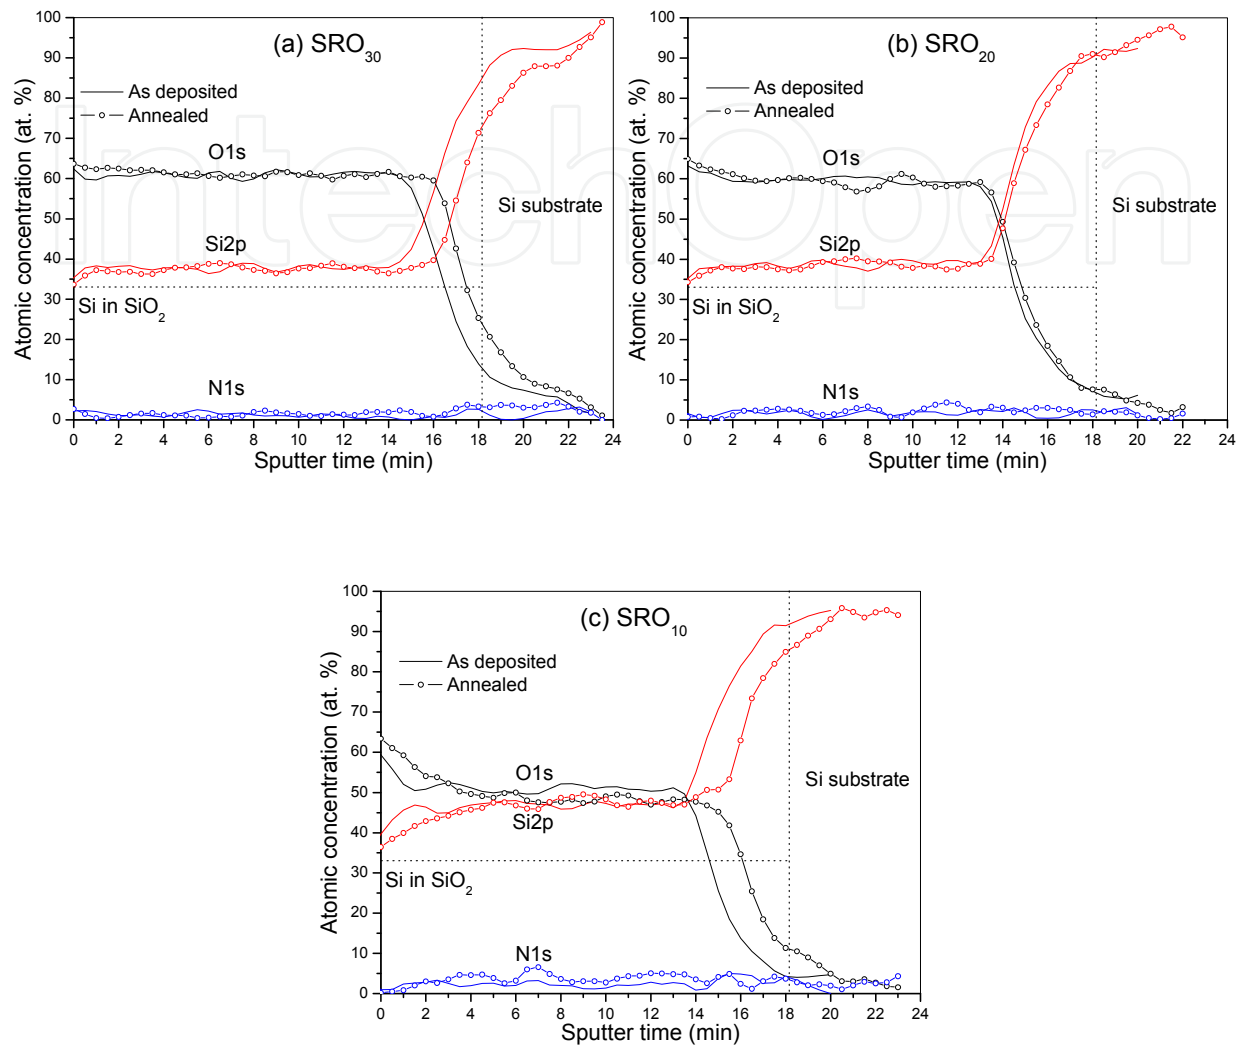 (a) SRO30
As deposited
Annealed
O1s
Si2p
Si substrate
Si in SiO2
N1s
Atomic concentration (at. %)
100
90
80
70
60
50
40
30
20
10
0
0 2 4 6 8 10 12 14 16 18 20 22 24
Sputter time (min)
(b) SRO20
As deposited
Annealed
O1s
Si2p
Si substrate
Si in SiO2
N1s
Atomic concentration (at. %)
100
90
80
70
60
50
40
30
20
10
0
0 2 4 6 8 10 12 14 16 18 20 22 24
Sputter time (min)
(c) SRO10
As deposited
Annealed
O1s
Si2p
Si substrate
Si in SiO2
N1s
Atomic concentration (at. %)
100
90
80
70
60
50
40
30
20
10
0
0 2 4 6 8 10 12 14 16 18 20 22 24
Sputter time (min)
IntechOpen